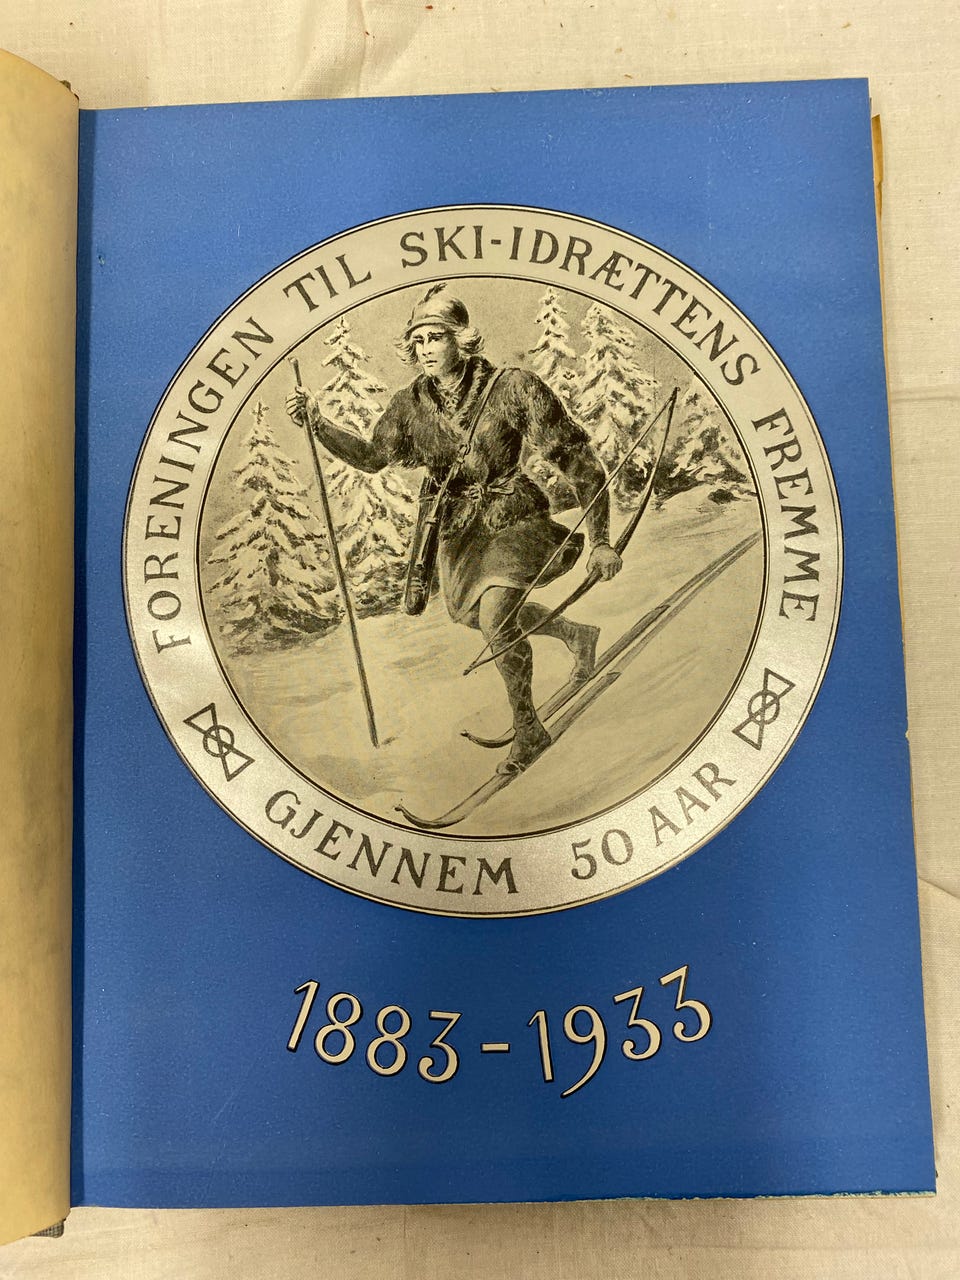 FORENINGEN TIL SKI-IDRÆTTENS FREMME
GJENNEM 50 AAR
1883-1933